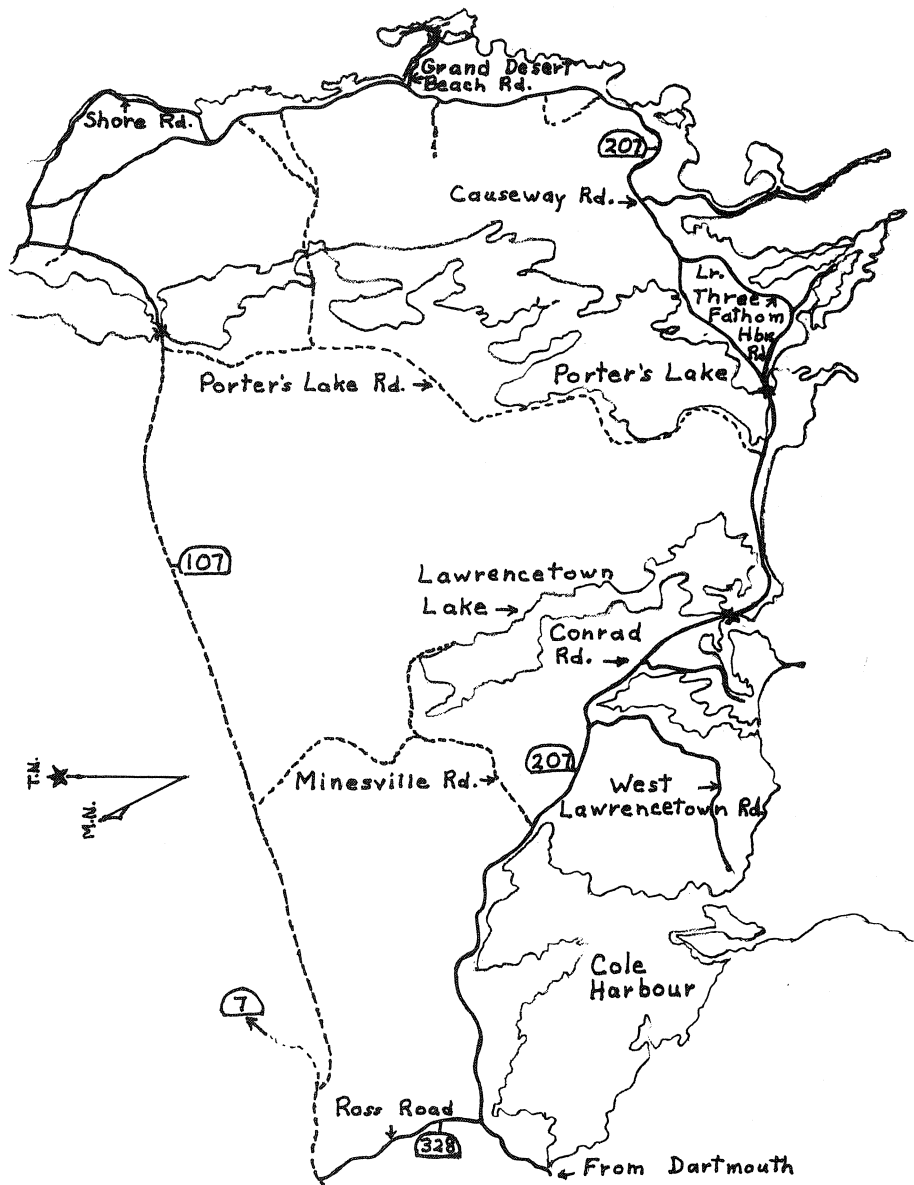 Grand Desert
Beach Rd.
Shore Rd.
207
Causeway Rd.
Lr.
Three
Fathom
Hbr.
Rd.
Porter's Lake Rd.
Porter's Lake
107
Lawrencetown
Lake
Conrad
Rd.
207
T.N.
M.N.
Minesville Rd.
West
Lawrencetown Rd.
Cole
Harbour
7
Ross Road
328
From Dartmouth